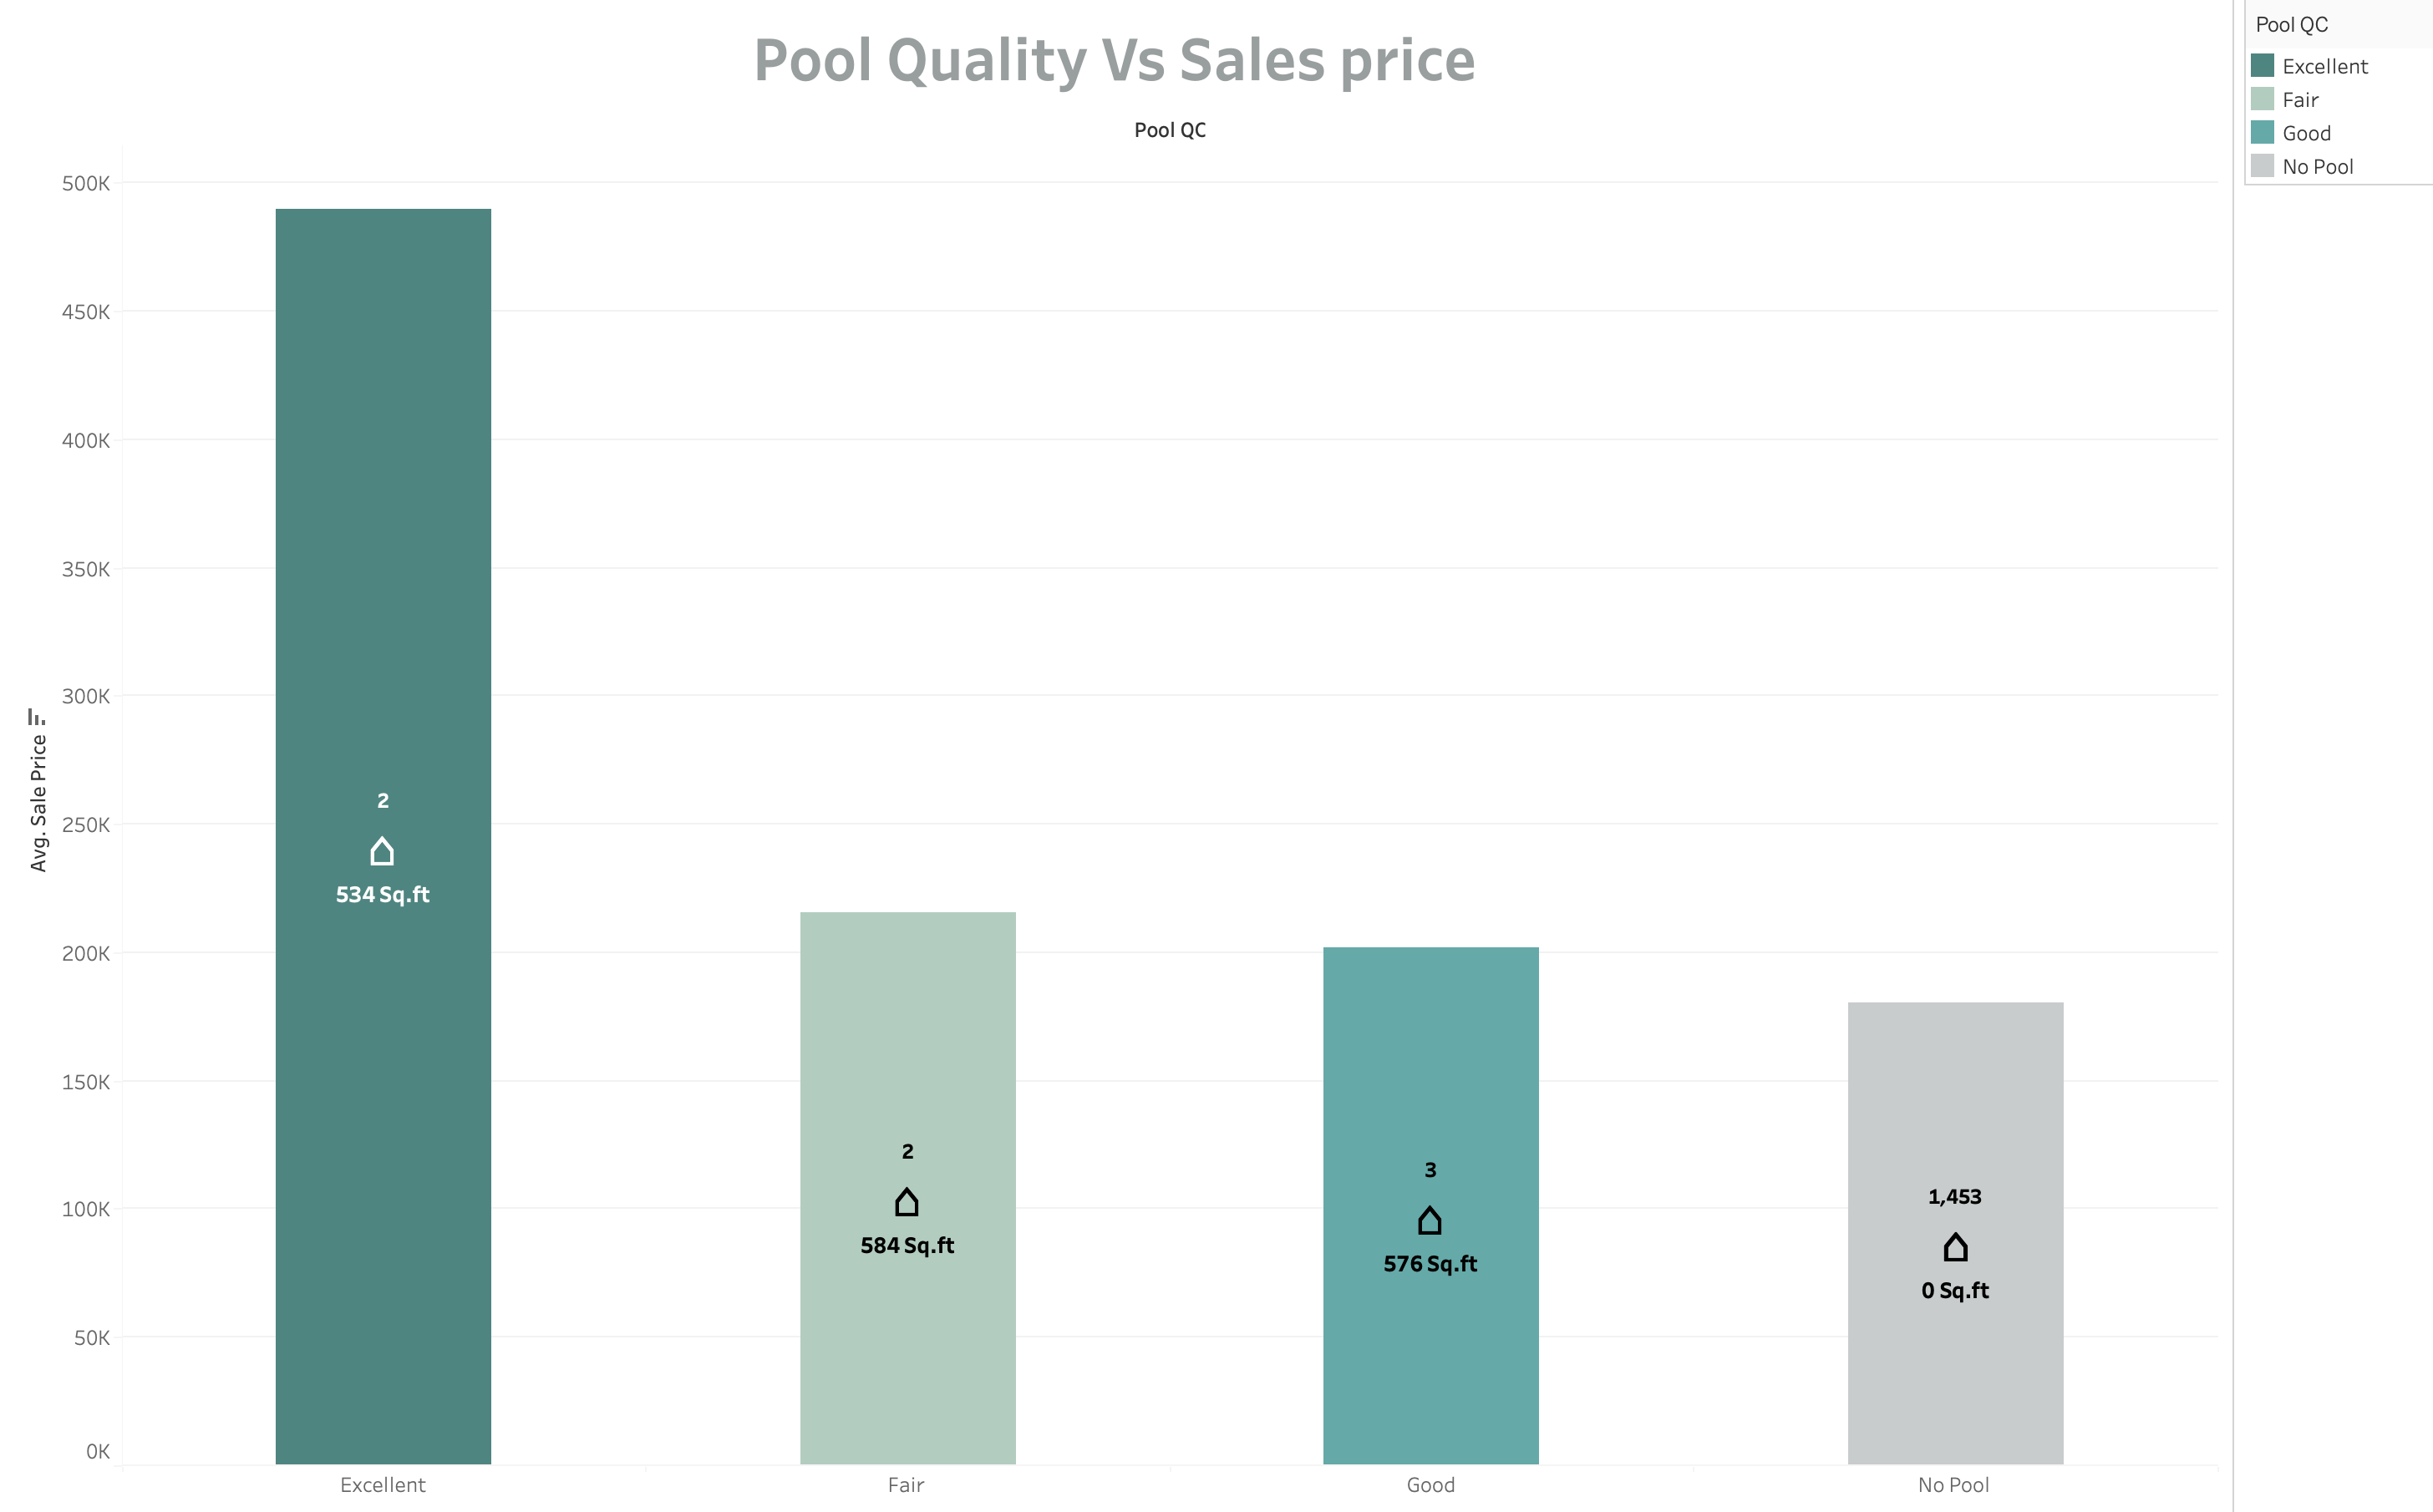 Pool Quality Vs Sales price
Pool QC
Pool QC
Excellent
Fair
Good
No Pool
Avg. Sale Price
500K
450K
400K
350K
300K
250K
200K
150K
100K
50K
0K
2
534 Sq.ft
2
584 Sq.ft
3
576 Sq.ft
1,453
0 Sq.ft
Excellent
Fair
Good
No Pool